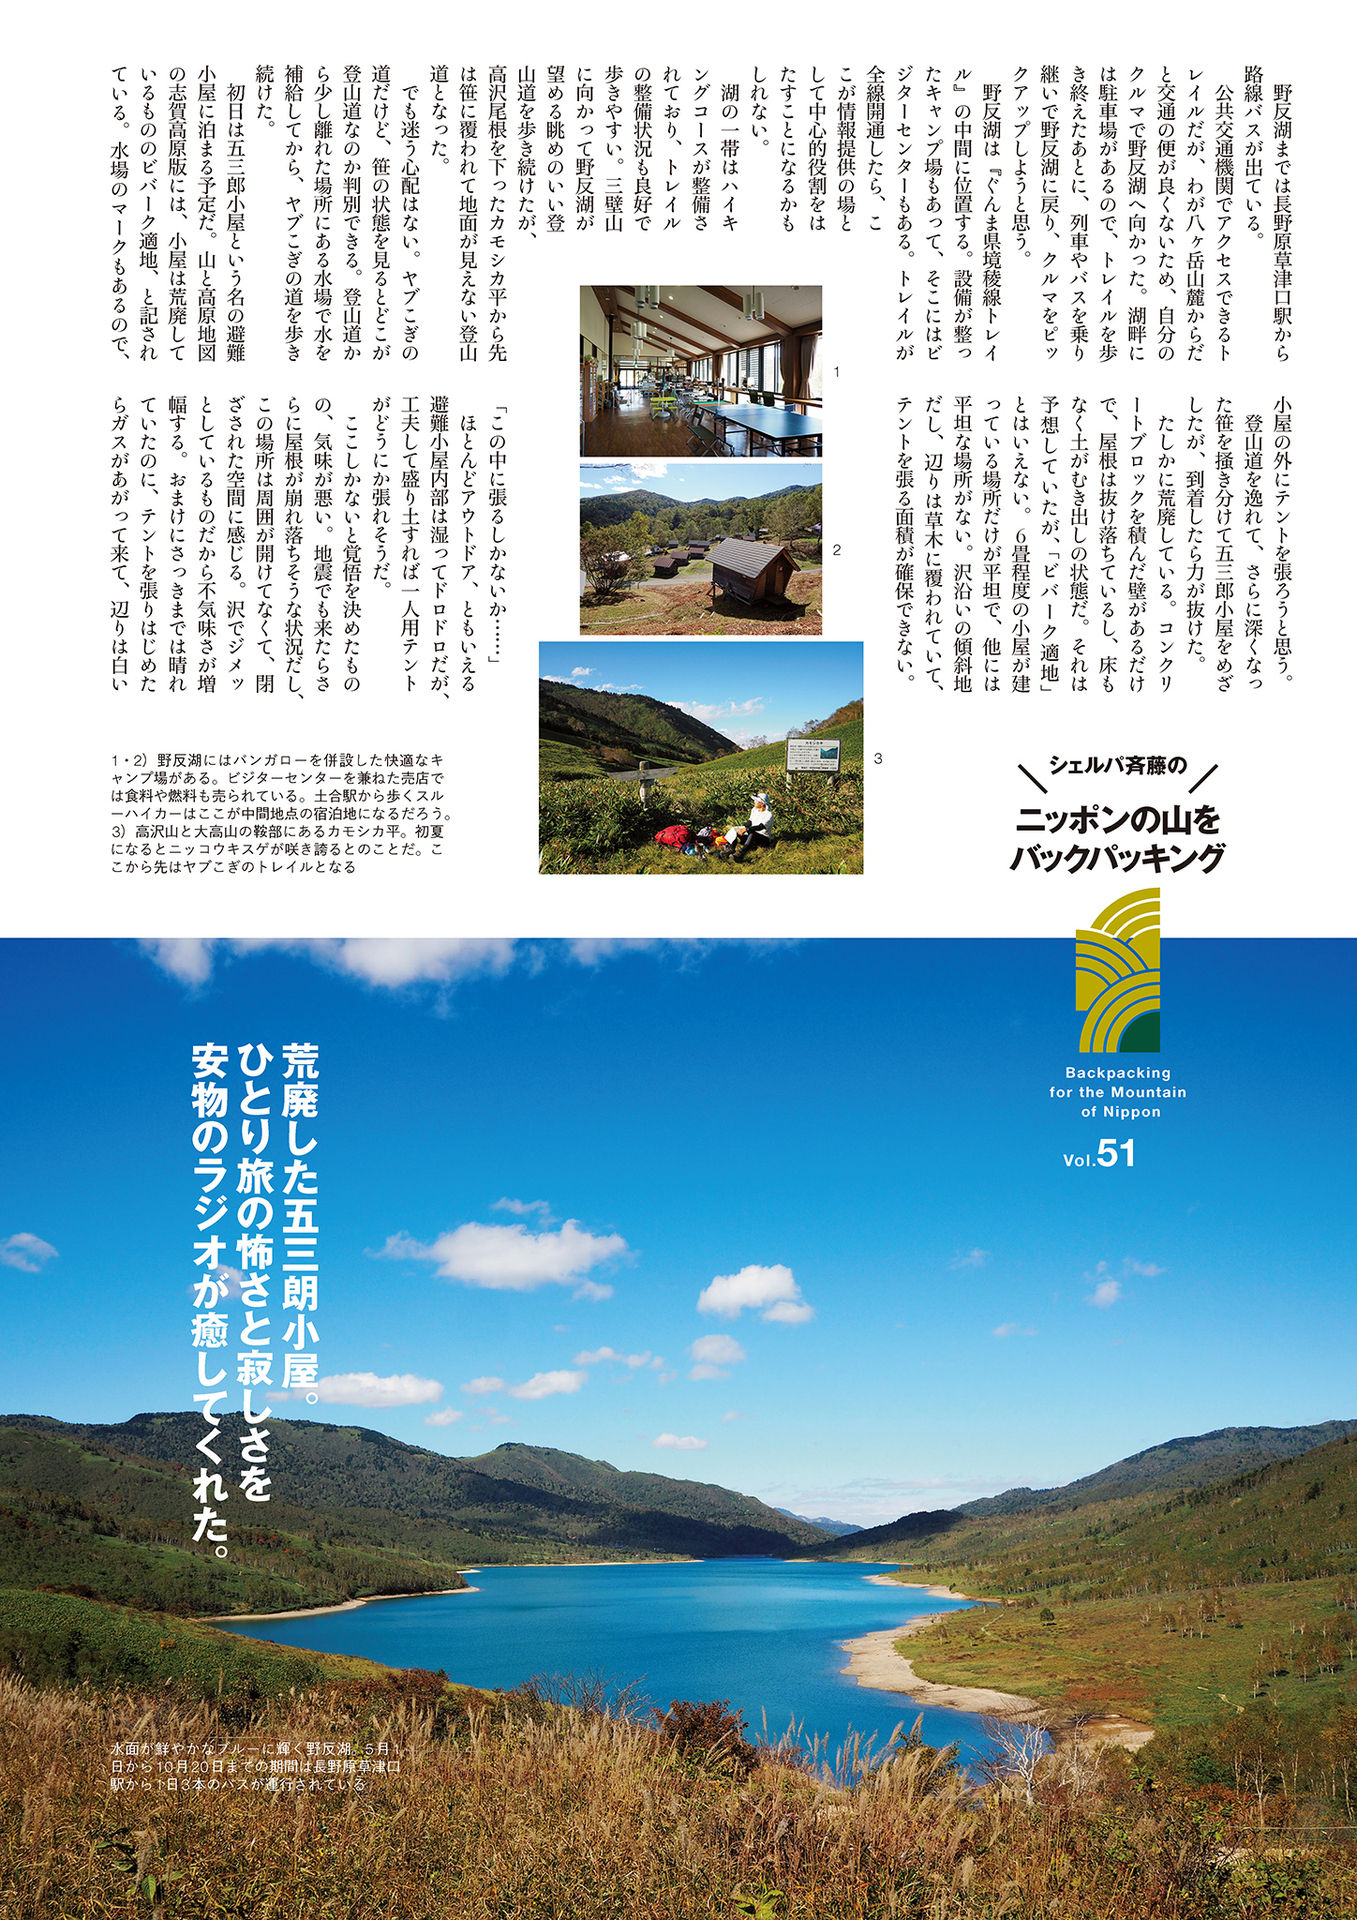 野反湖までは長野原草津口駅から
路線バスが出ている。
公共交通機関でアクセスできるト
レイルだが、わが八ヶ岳山麓からだ
と交通の便が良くないため、自分の
クルマで野反湖へ向かった。湖畔に
は駐車場があるので、トレイルを歩
き終えたあとに、列車やバスを乗り
継いで野反湖に戻り、クルマをピッ
クアップしようと思う。
野反湖は『ぐんま県境稜線トレイ
ル』の中間に位置する。設備が整っ
たキャンプ場もあって、そこにはビ
ジターセンターもある。トレイルが
全線開通したら、こ
こが情報提供の場と
して中心的役割をは
たすことになるかも
しれない。
湖の一帯はハイキ
ングコースが整備さ
れており、トレイル
の整備状況も良好で
歩きやすい。三壁山
に向かって野反湖が
望める眺めのいい登
山道を歩き続けたが、
高沢尾根を下ったカモシカ平から先
は笹に覆われて地面が見えない登山
道となった。
でも迷う心配はない。ヤブこぎの
道だけど、笹の状態を見るとどこが
登山道なのか判別できる。登山道か
ら少し離れた場所にある水場で水を
補給してから、ヤブこぎの道を歩き
続けた。
初日は五三郎小屋という名の避難
小屋に泊まる予定だ。山と高原地図
の志賀高原版には、小屋は荒廃して
いるもののビバーク適地、と記され
ている。水場のマークもあるので、
小屋の外にテントを張ろうと思う。
登山道を逸れて、さらに深くなっ
た笹を掻き分けて五三郎小屋をめざ
したが、到着したら力が抜けた。
たしかに荒廃している。コンクリ
ートブロックを積んだ壁があるだけ
で、屋根は抜け落ちているし、床も
なく土がむき出しの状態だ。それは
予想していたが、「ビバーク適地」
とはいえない。6畳程度の小屋が建
っている場所だけが平坦で、他には
平坦な場所がない。沢沿いの傾斜地
だし、辺りは草木に覆われていて、
テントを張る面積が確保できない。
「この中に張るしかないか……」
ほとんどアウトドア、ともいえる
避難小屋内部は湿ってドロドロだが、
工夫して盛り土すれば一人用テント
がどうにか張れそうだ。
ここしかないと覚悟を決めたもの
の、気味が悪い。地震でも来たらさ
らに屋根が崩れ落ちそうな状況だし、
この場所は周囲が開けてなくて、閉
ざされた空間に感じる。沢でジメッ
としているものだから不気味さが増
幅する。おまけにさっきまでは晴れ
ていたのに、テントを張りはじめた
らガスがあがって来て、辺りは白い
1
2
3
カモシカ平
1・2）野反湖にはバンガローを併設した快適なキ
ャンプ場がある。ビジターセンターを兼ねた売店で
は食料や燃料も売られている。土合駅から歩くスル
ーハイカーはここが中間地点の宿泊地になるだろう。
3）高沢山と大高山の鞍部にあるカモシカ平。初夏
になるとニッコウキスゲが咲き誇るとのことだ。こ
こから先はヤブこぎのトレイルとなる
シェルパ斉藤の
ニッポンの山を
バックパッキング
Backpacking
for the Mountain
of Nippon
Vol.51
荒廃した五三朗小屋。
ひとり旅の怖さと寂しさを
安物のラジオが癒してくれた。
水面が鮮やかなブルーに輝く野反湖。5月1
日から10月20日までの期間は長野原草津口
駅から1日3本のバスが運行されている